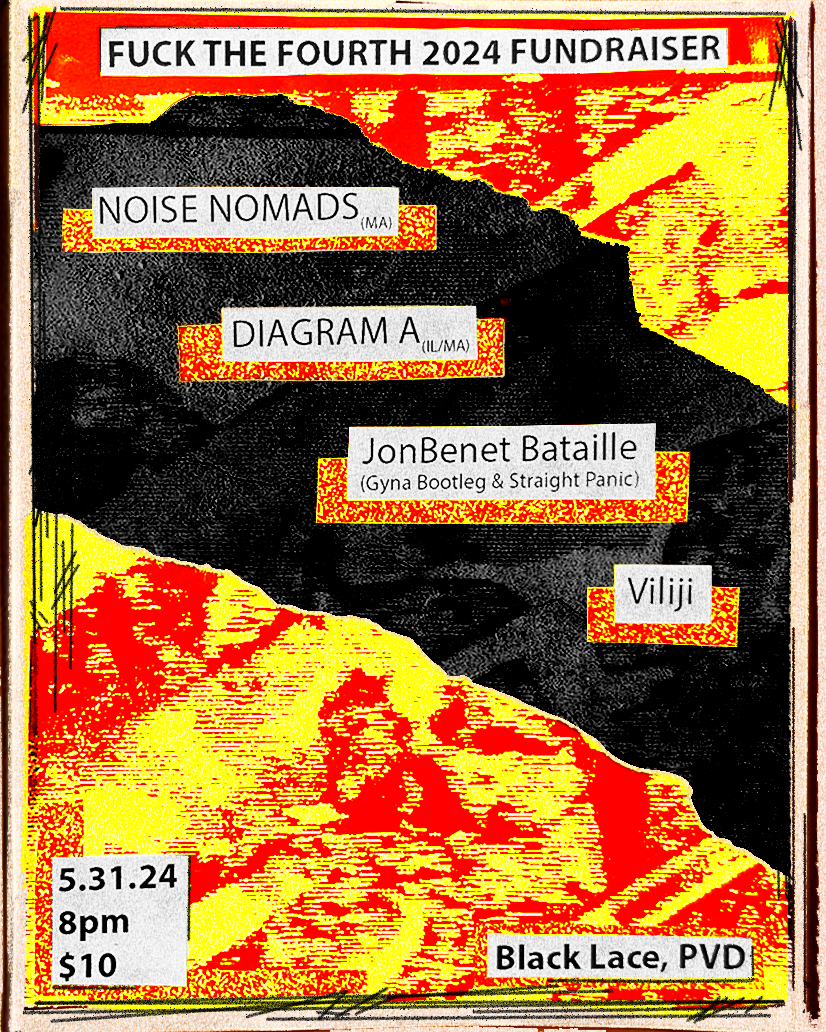 FUCK THE FOURTH 2024 FUNDRAISER
NOISE NOMADS (MA)
DIAGRAM A (IL/MA)
JonBenet Bataille
(Gyna Bootleg & Straight Panic)
Viliji
5.31.24
8pm
$10
Black Lace, PVD